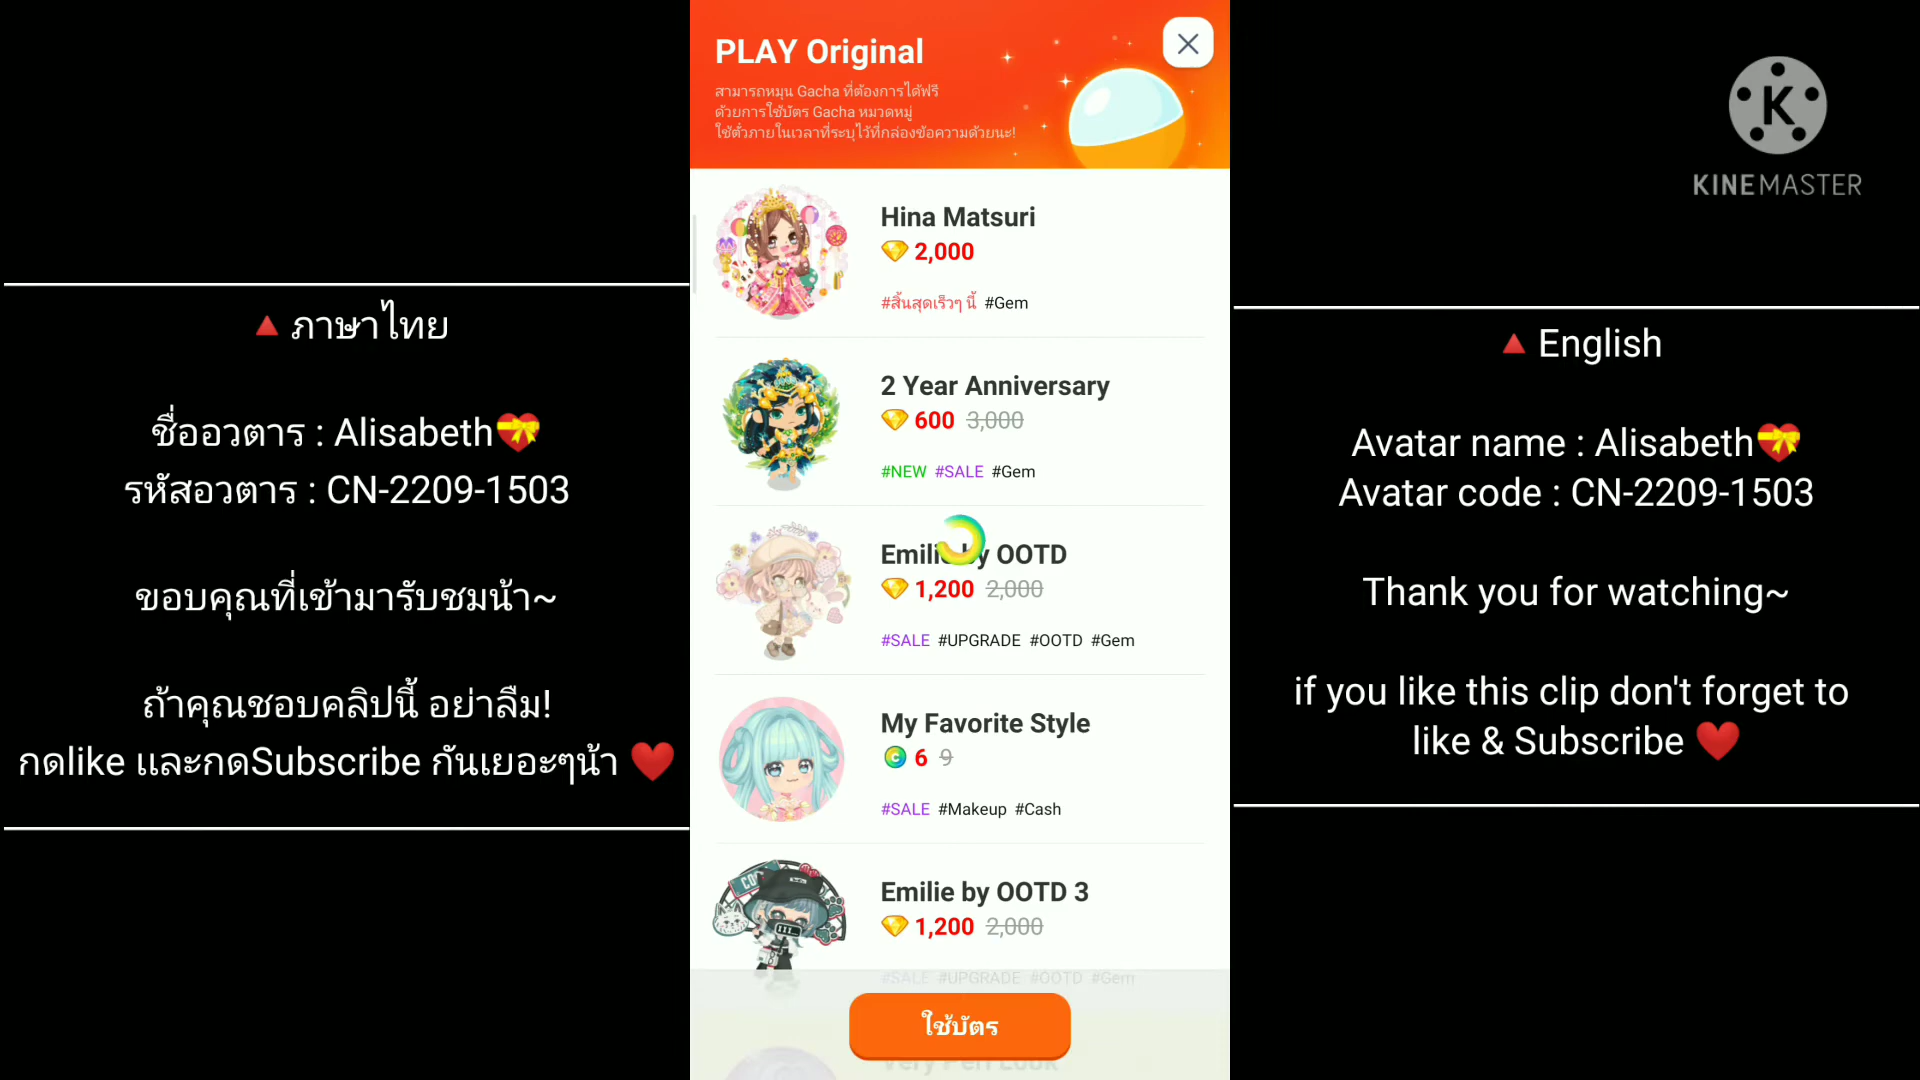 🔺ภาษาไทย
ชื่ออวตาร : Alisabeth💝
รหัสอวตาร : CN-2209-1503
ขอบคุณที่เข้ามารับชมน้า~
ถ้าคุณชอบคลิปนี้ อย่าลืม!
กดlike และกดSubscribe กันเยอะๆน้า ❤️
PLAY Original
สามารถหมุน Gacha ที่ต้องการได้ฟรี
ด้วยการใช้บัตร Gacha หมวดหมู่
ใช้ตั๋วภายในเวลาที่ระบุไว้ที่กล่องข้อความด้วยนะ!
Hina Matsuri
2,000
#สิ้นสุดเร็วๆ นี้ #Gem
2 Year Anniversary
600 3,000
#NEW #SALE #Gem
Emilie by OOTD
1,200 2,000
#SALE #UPGRADE #OOTD #Gem
My Favorite Style
6 9
#SALE #Makeup #Cash
Emilie by OOTD 3
1,200 2,000
#SALE #UPGRADE #OOTD #Gem
ใช้บัตร
KINEMASTER
🔺English
Avatar name : Alisabeth💝
Avatar code : CN-2209-1503
Thank you for watching~
if you like this clip don't forget to
like & Subscribe ❤️